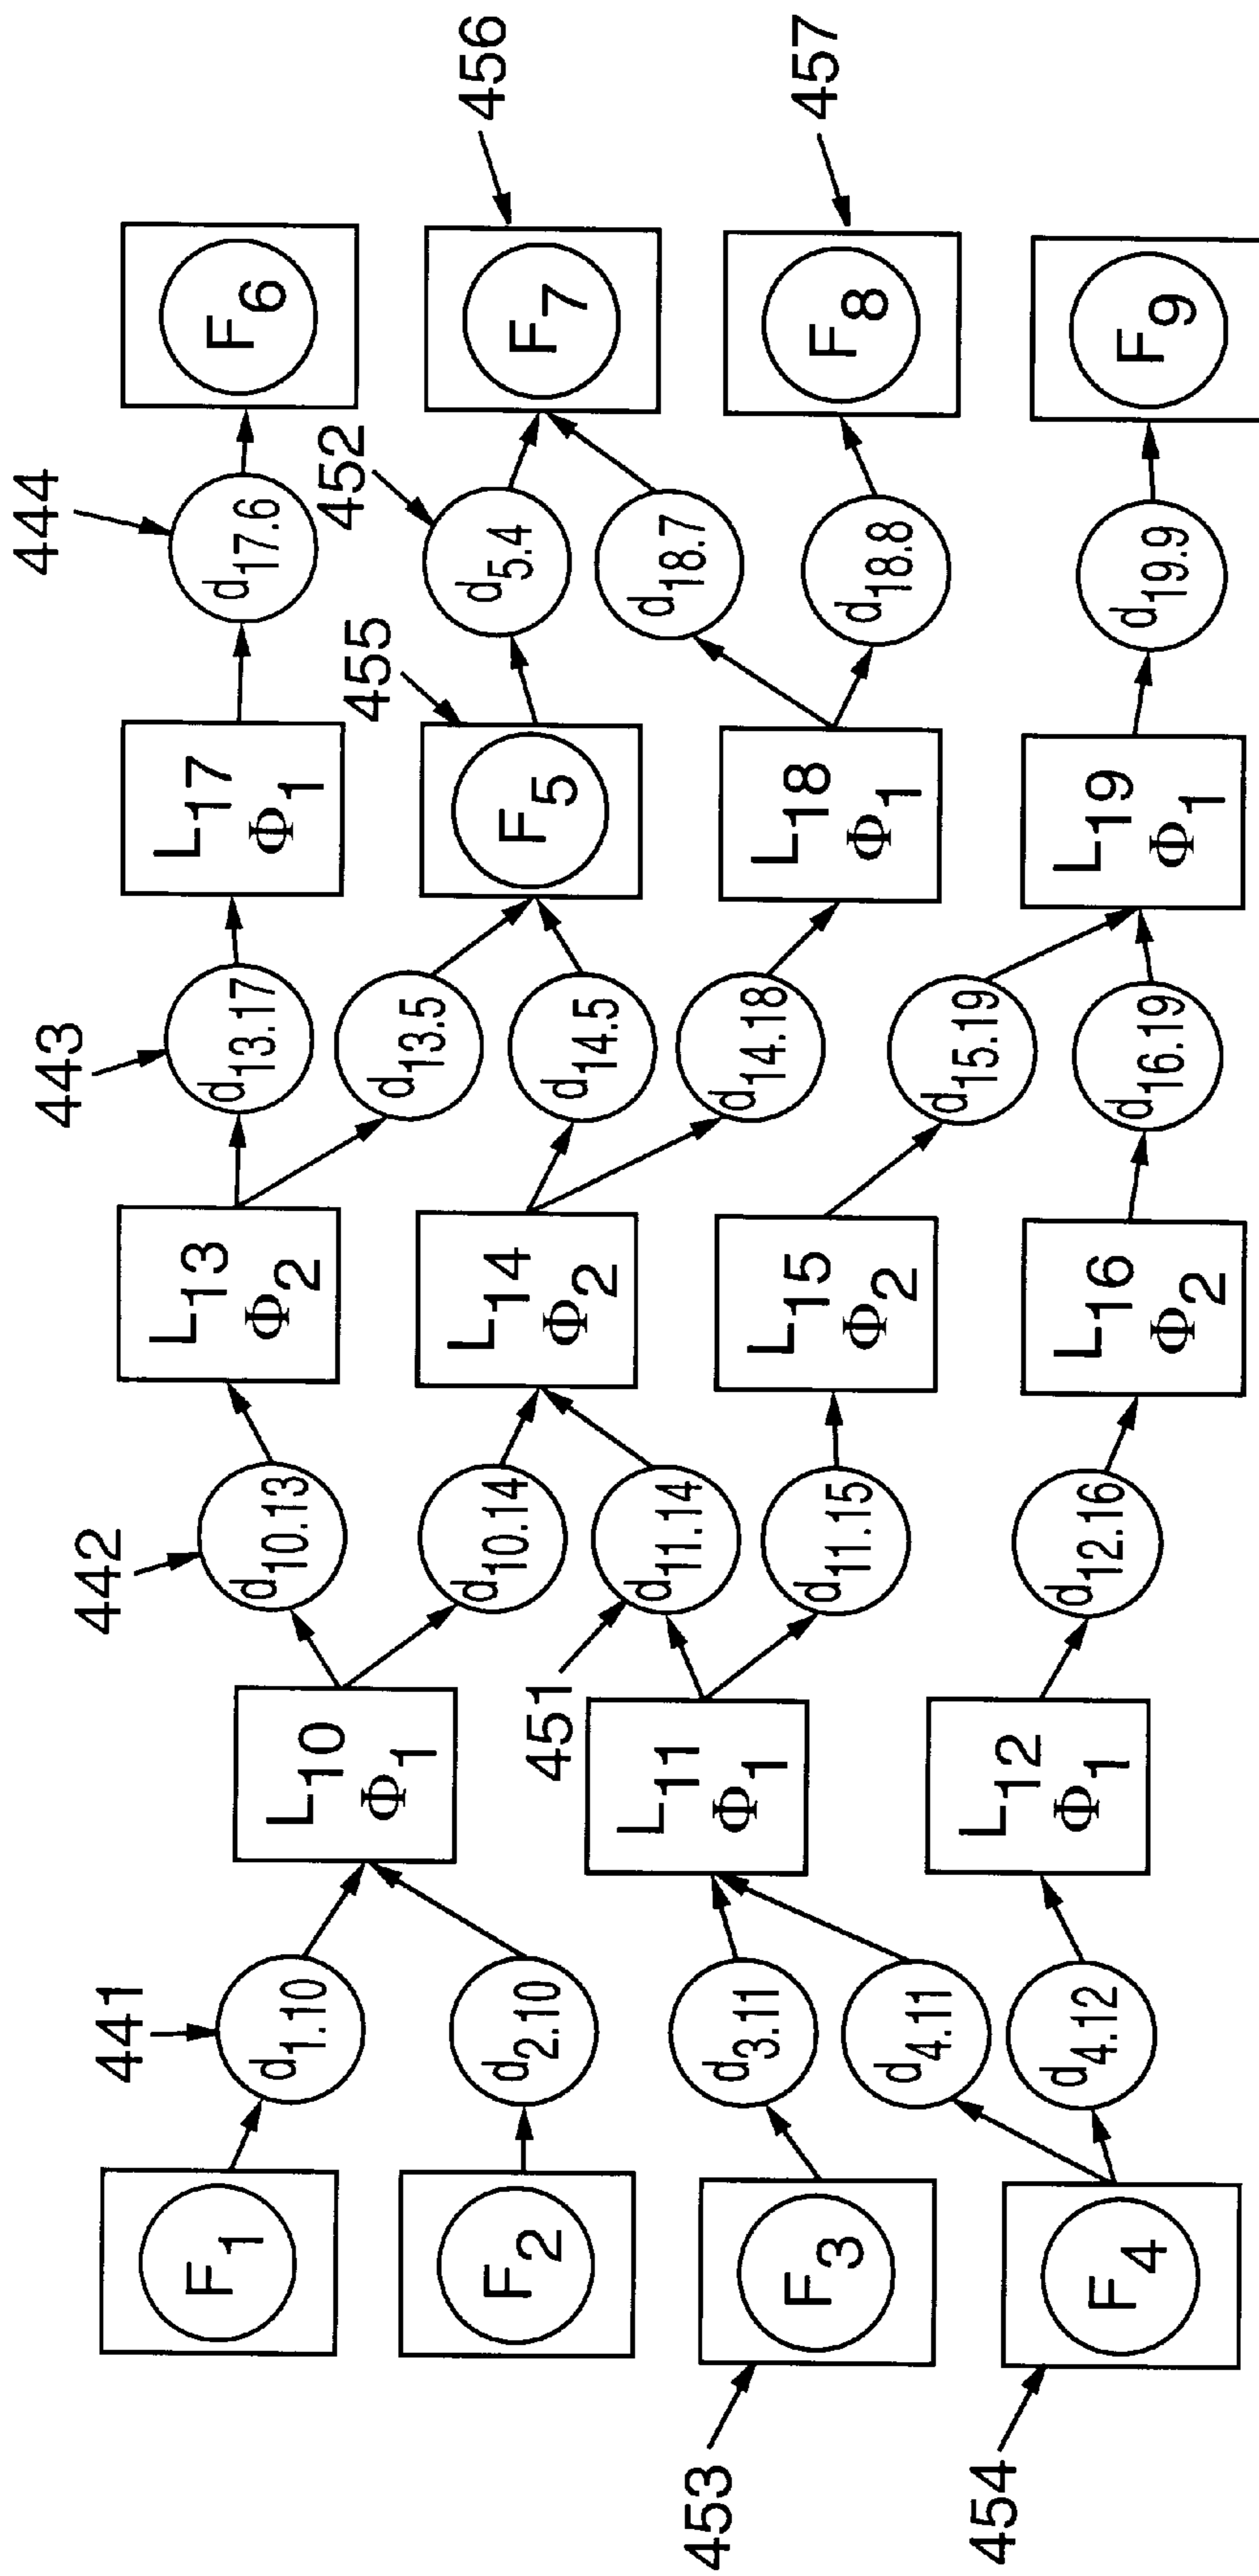 444
443
442
441
F6
d17.6
L17
Φ1
d13.17
L13
Φ2
d10.13
L10
Φ1
d1.10
F1
456
452
455
F7
d5.4
d18.7
F5
d13.5
d14.5
L14
Φ2
d10.14
d11.14
451
d2.10
F2
457
F8
d18.8
L18
Φ1
d14.18
L15
Φ2
d11.15
L11
Φ1
d3.11
F3
453
F9
d19.9
L19
Φ1
d15.19
d16.19
L16
Φ2
d12.16
L12
Φ1
d4.11
d4.12
F4
454